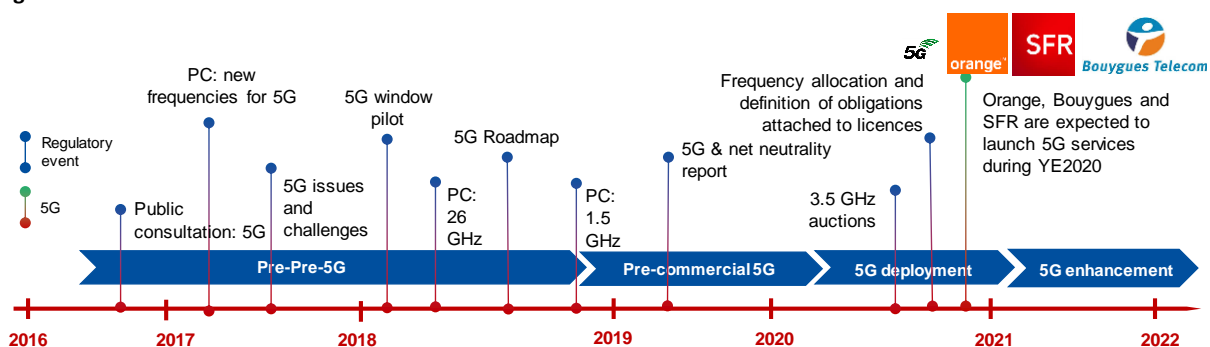 5G
orange™
SFR
Bouygues Telecom
PC: new
frequencies for 5G
5G window
pilot
Frequency allocation and
definition of obligations
attached to licences
Orange, Bouygues and
SFR are expected to
launch 5G services
during YE2020
Regulatory
event
5G
5G Roadmap
5G & net neutrality
report
Public
consultation: 5G
5G issues
and
challenges
PC:
26
GHz
PC:
1.5
GHz
3.5 GHz
auctions
Pre-Pre-5G
Pre-commercial 5G
5G deployment
5G enhancement
2016
2017
2018
2019
2020
2021
2022